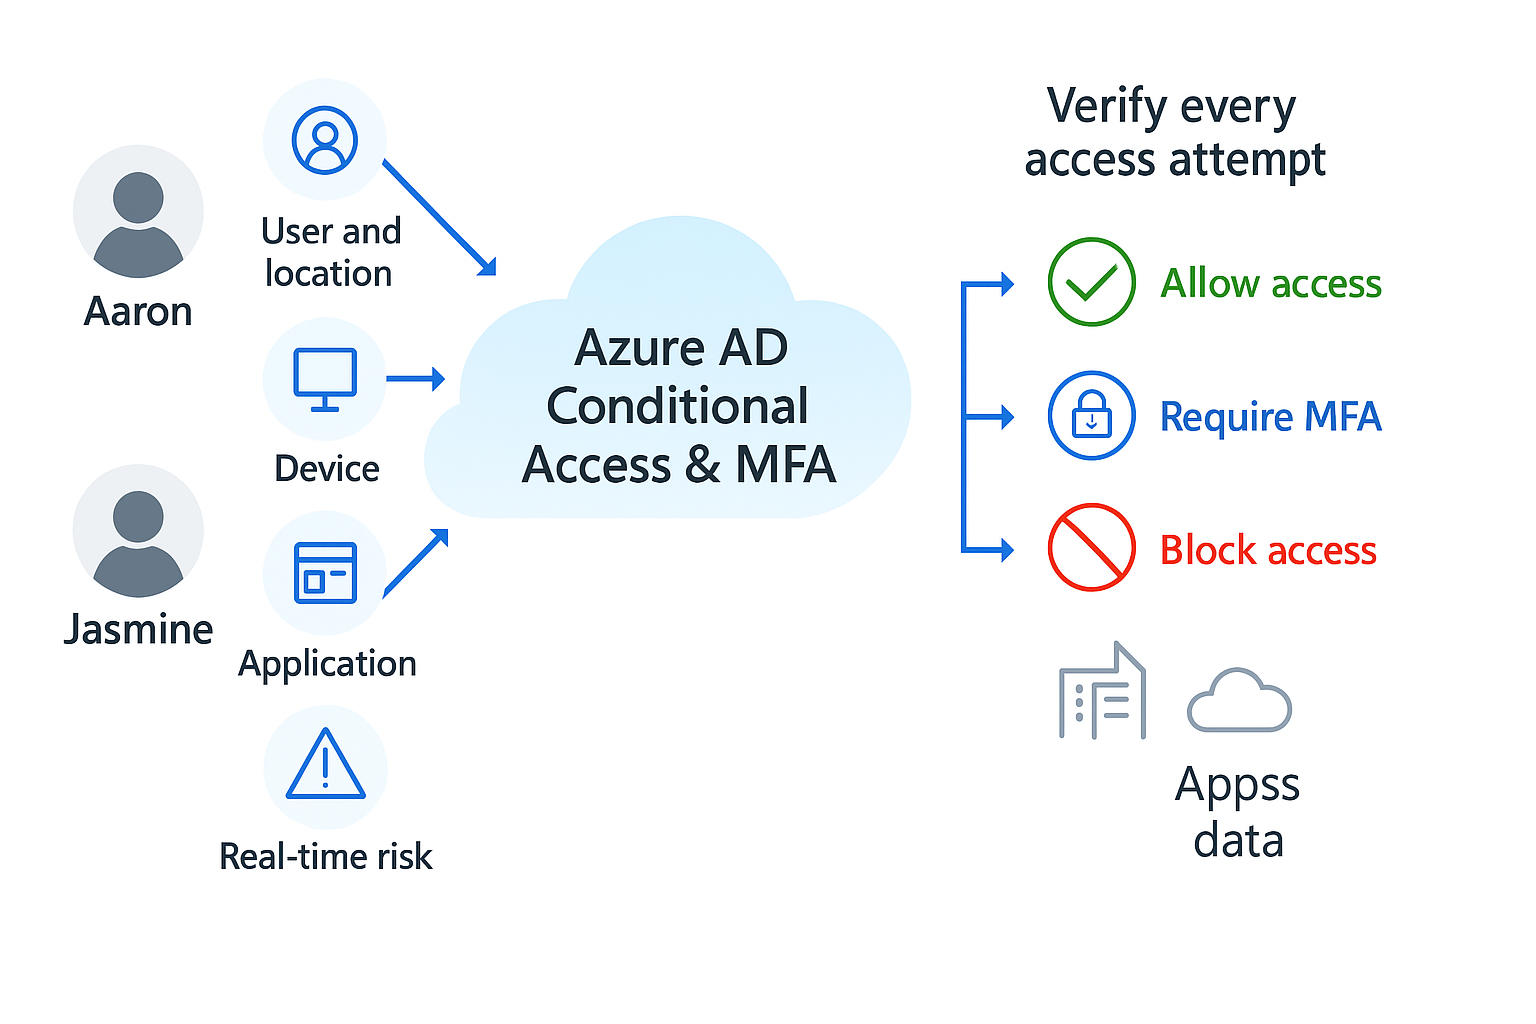 Aaron
Jasmine
User and
location
Device
Application
Real-time risk
Azure AD
Conditional
Access & MFA
Verify every
access attempt
Allow access
Require MFA
Block access
Appss
data